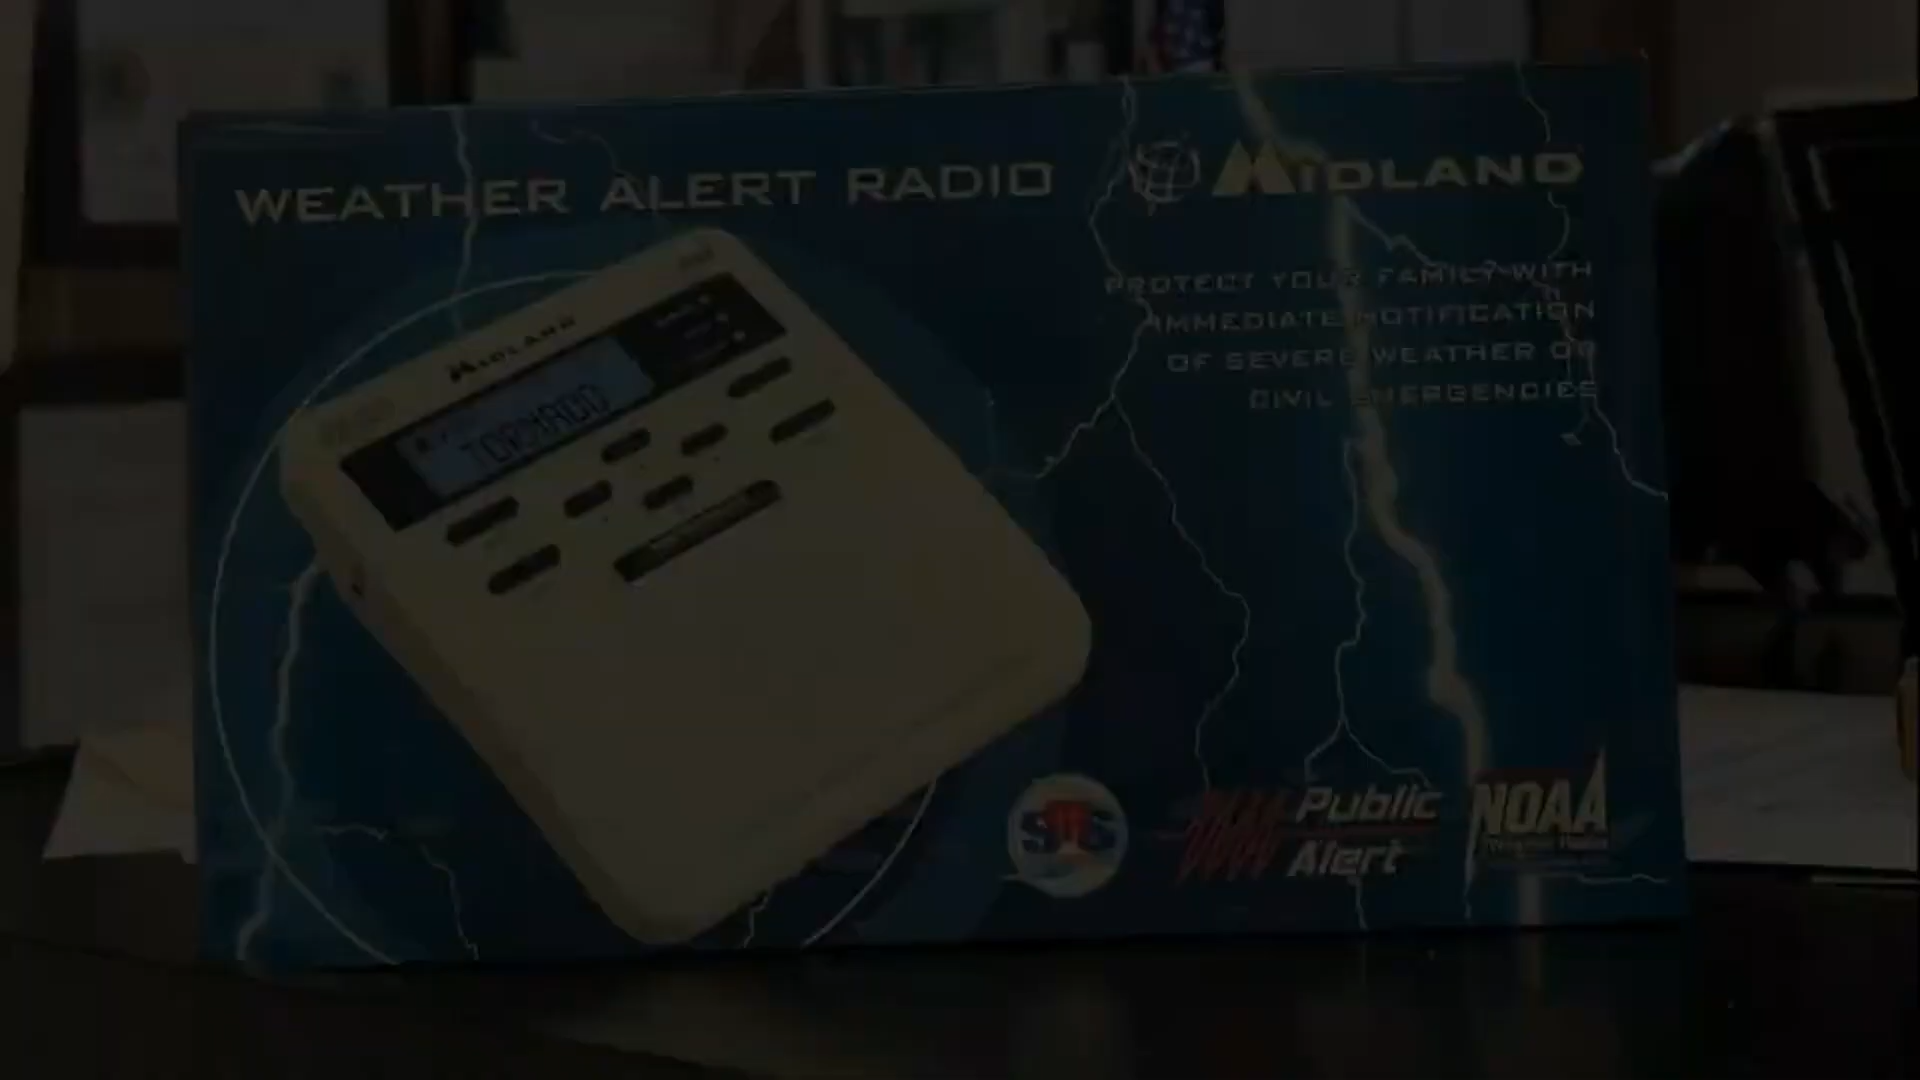 WEATHER ALERT RADIO
MIDLAND
PROTECT YOUR FAMILY WITH
IMMEDIATE NOTIFICATION
OF SEVERE WEATHER OR
CIVIL EMERGENCIES
MIDLAND
TORNADO
Public
Alert
NOAA